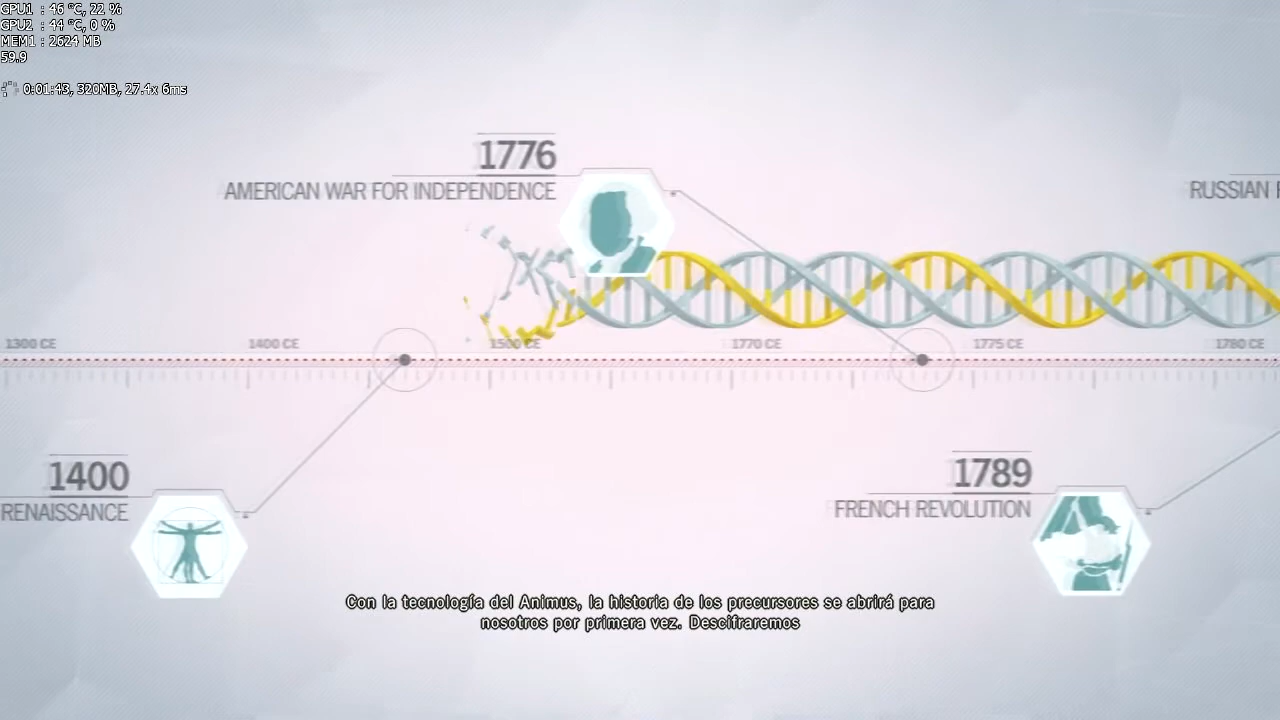 GPU1 : 46 °C, 22 %
GPU2 : 44 °C, 0 %
MEM1 : 2624 MB
59.9
0:01:43, 320MB, 27.4x 6ms
1776
AMERICAN WAR FOR INDEPENDENCE
RUSSIAN
1300 CE
1400 CE
1500 CE
1770 CE
1775 CE
1780 CE
1400
RENAISSANCE
1789
FRENCH REVOLUTION
Con la tecnología del Animus, la historia de los precursores se abrirá para
nosotros por primera vez. Descifraremos